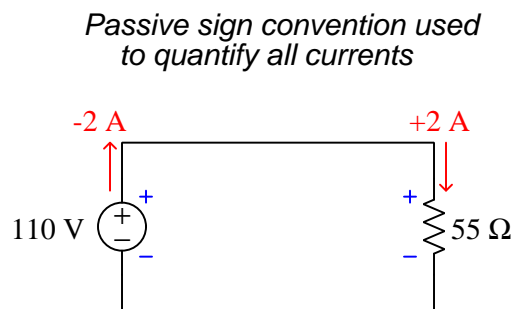 Passive sign convention used
to quantify all currents
-2 A
+2 A
+
+
110 V
+
−
55 Ω
−
−